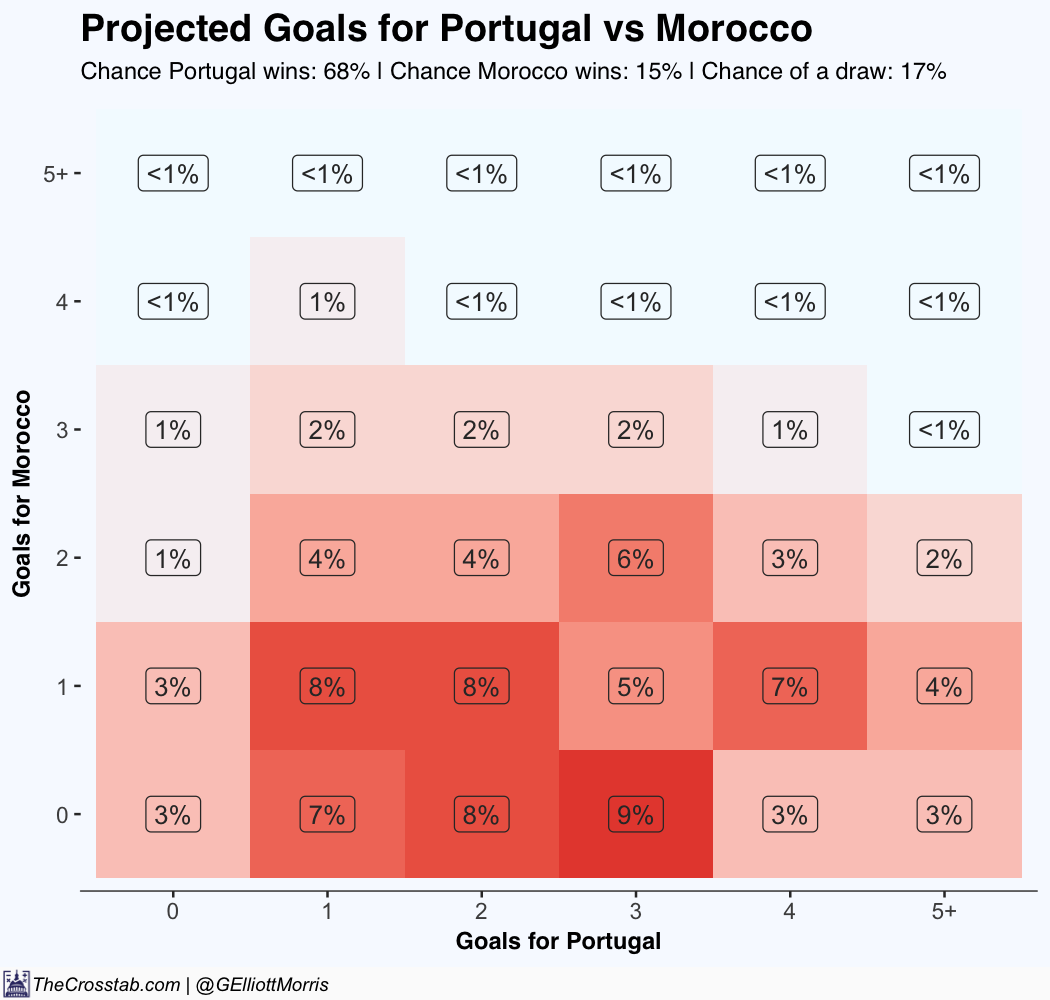 Projected Goals for Portugal vs Morocco
Chance Portugal wins: 68% | Chance Morocco wins: 15% | Chance of a draw: 17%
5+ <1% <1% <1% <1% <1% <1%
4 <1% 1% <1% <1% <1% <1%
3 1% 2% 2% 2% 1% <1%
2 1% 4% 4% 6% 3% 2%
1 3% 8% 8% 5% 7% 4%
0 3% 7% 8% 9% 3% 3%
Goals for Morocco
0 1 2 3 4 5+
Goals for Portugal
TheCrosstab.com | @GElliottMorris